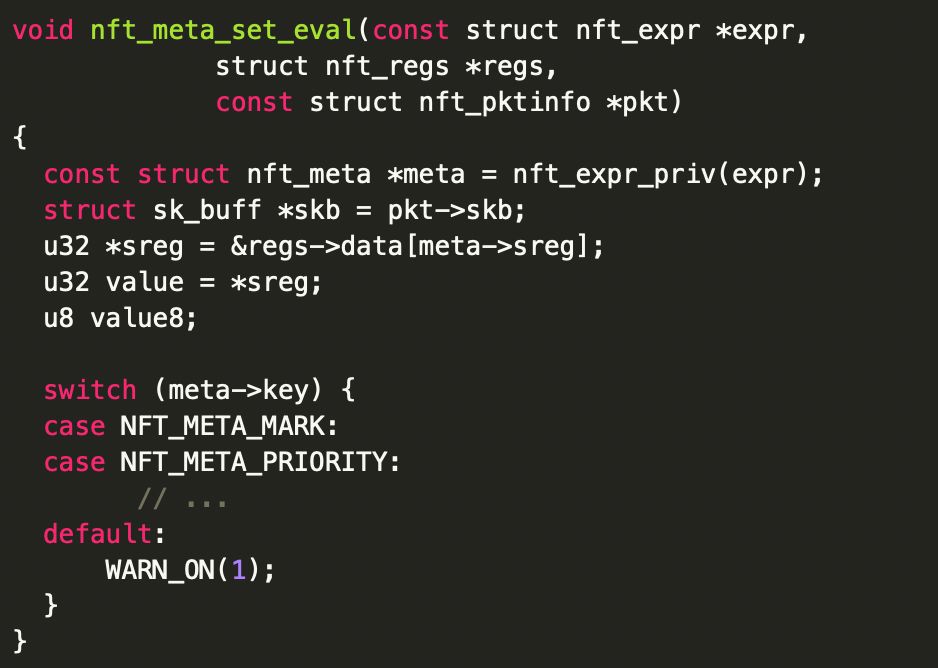 void nft_meta_set_eval(const struct nft_expr *expr,
             struct nft_regs *regs,
             const struct nft_pktinfo *pkt)
{
  const struct nft_meta *meta = nft_expr_priv(expr);
  struct sk_buff *skb = pkt->skb;
  u32 *sreg = &regs->data[meta->sreg];
  u32 value = *sreg;
  u8 value8;

  switch (meta->key) {
  case NFT_META_MARK:
  case NFT_META_PRIORITY:
        // ...
  default:
      WARN_ON(1);
  }
}